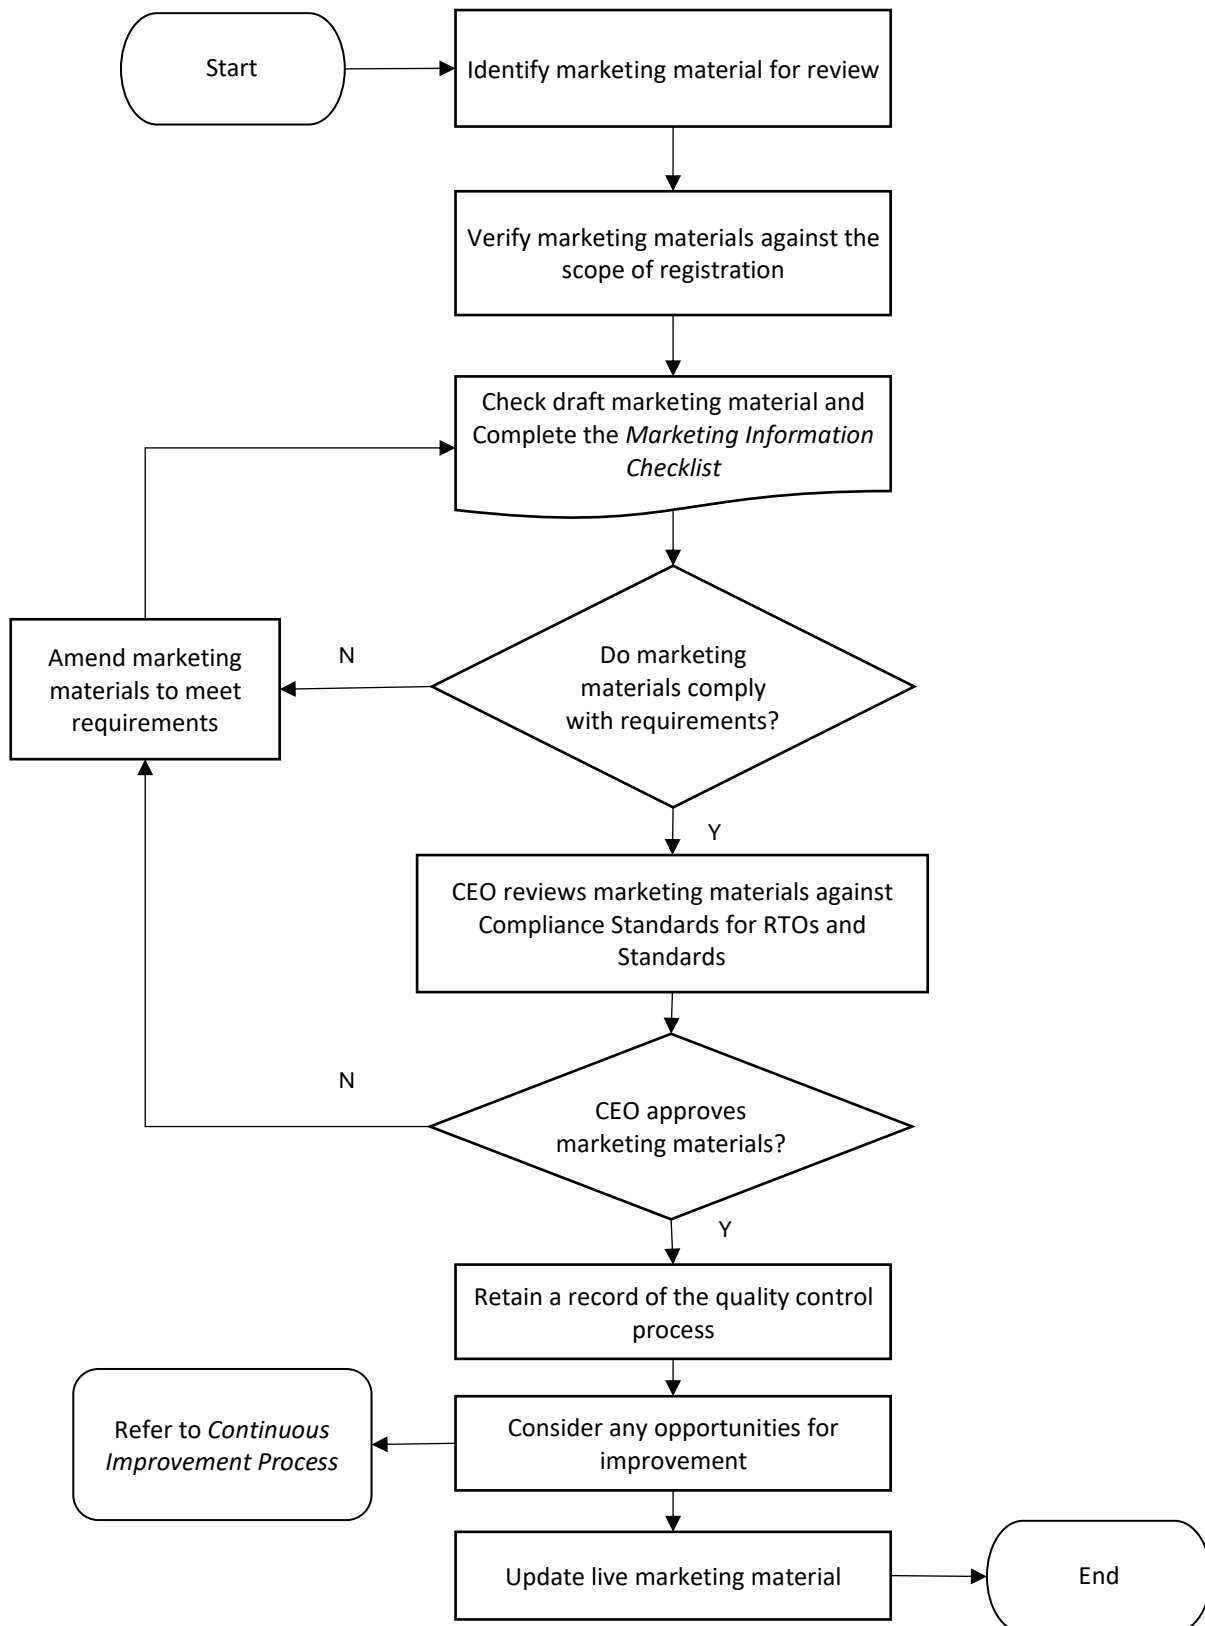 Start
Identify marketing material for review
Verify marketing materials against the
scope of registration
Check draft marketing material and
Complete the Marketing Information
Checklist
Amend marketing
materials to meet
requirements
N
Do marketing
materials comply
with requirements?
Y
CEO reviews marketing materials against
Compliance Standards for RTOs and
Standards
N
CEO approves
marketing materials?
Y
Retain a record of the quality control
process
Refer to Continuous
Improvement Process
Consider any opportunities for
improvement
Update live marketing material
End